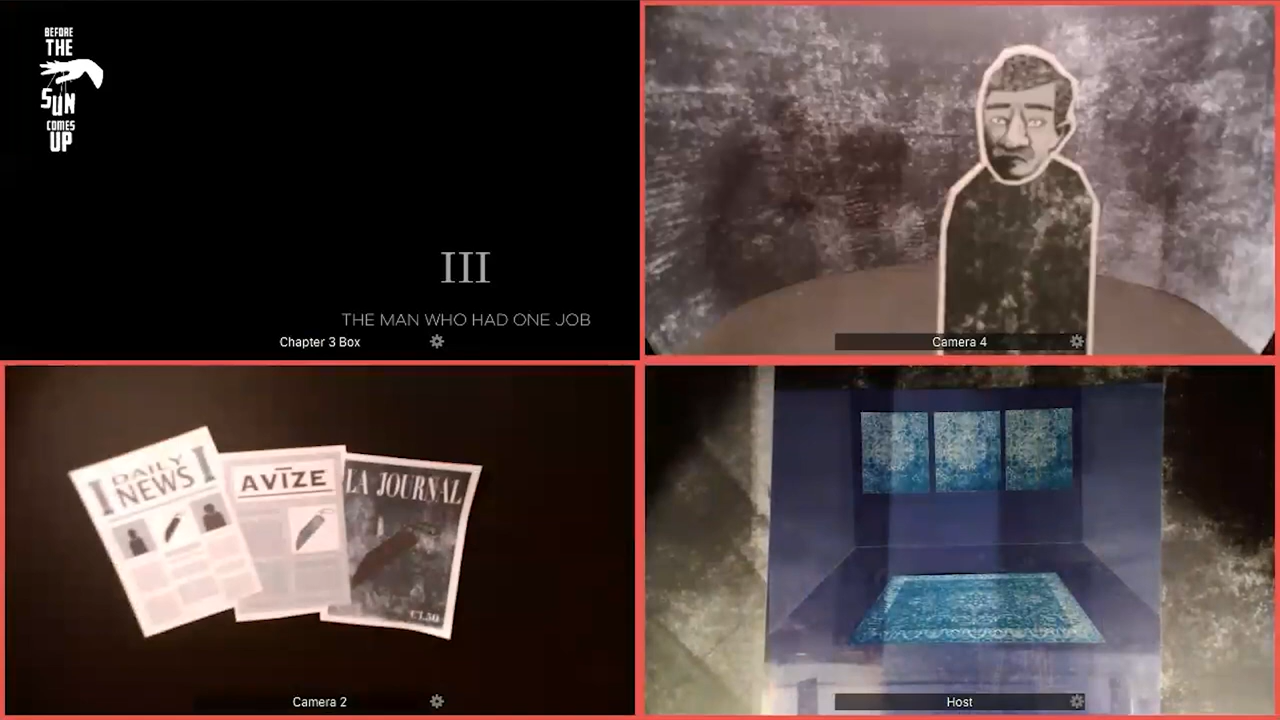 BEFORE
THE
SUN
COMES
UP
III
THE MAN WHO HAD ONE JOB
Chapter 3 Box
Camera 4
DAILY
NEWS
AVĪZE
LA JOURNAL
€1.50
Camera 2
Host